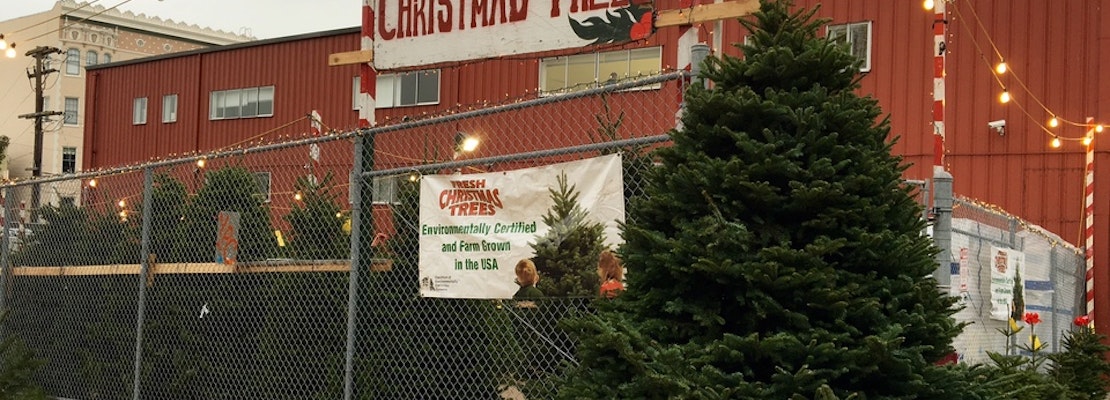 CHRISTMAS TREES
FRESH
CHRISTMAS
TREES
Environmentally Certified
and Farm Grown
in the USA